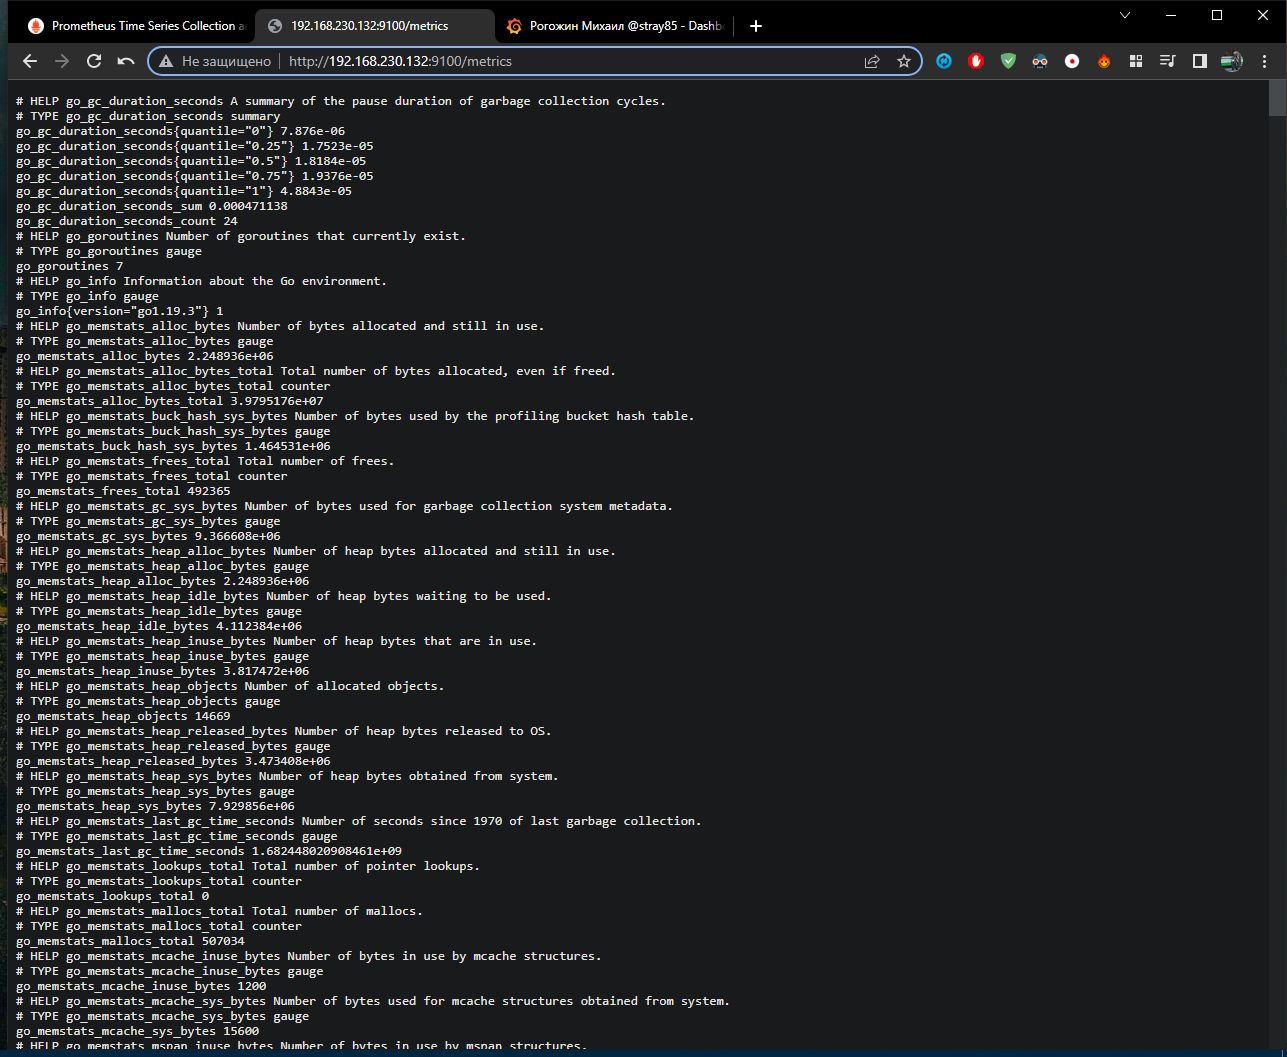 Prometheus Time Series Collection a
192.168.230.132:9100/metrics
Рогожин Михаил @stray85 - Dashb
Не защищено
http://192.168.230.132:9100/metrics
# HELP go_gc_duration_seconds A summary of the pause duration of garbage collection cycles.
# TYPE go_gc_duration_seconds summary
go_gc_duration_seconds{quantile="0"} 7.876e-06
go_gc_duration_seconds{quantile="0.25"} 1.7523e-05
go_gc_duration_seconds{quantile="0.5"} 1.8184e-05
go_gc_duration_seconds{quantile="0.75"} 1.9376e-05
go_gc_duration_seconds{quantile="1"} 4.8843e-05
go_gc_duration_seconds_sum 0.000471138
go_gc_duration_seconds_count 24
# HELP go_goroutines Number of goroutines that currently exist.
# TYPE go_goroutines gauge
go_goroutines 7
# HELP go_info Information about the Go environment.
# TYPE go_info gauge
go_info{version="go1.19.3"} 1
# HELP go_memstats_alloc_bytes Number of bytes allocated and still in use.
# TYPE go_memstats_alloc_bytes gauge
go_memstats_alloc_bytes 2.248936e+06
# HELP go_memstats_alloc_bytes_total Total number of bytes allocated, even if freed.
# TYPE go_memstats_alloc_bytes_total counter
go_memstats_alloc_bytes_total 3.9795176e+07
# HELP go_memstats_buck_hash_sys_bytes Number of bytes used by the profiling bucket hash table.
# TYPE go_memstats_buck_hash_sys_bytes gauge
go_memstats_buck_hash_sys_bytes 1.464531e+06
# HELP go_memstats_frees_total Total number of frees.
# TYPE go_memstats_frees_total counter
go_memstats_frees_total 492365
# HELP go_memstats_gc_sys_bytes Number of bytes used for garbage collection system metadata.
# TYPE go_memstats_gc_sys_bytes gauge
go_memstats_gc_sys_bytes 9.366608e+06
# HELP go_memstats_heap_alloc_bytes Number of heap bytes allocated and still in use.
# TYPE go_memstats_heap_alloc_bytes gauge
go_memstats_heap_alloc_bytes 2.248936e+06
# HELP go_memstats_heap_idle_bytes Number of heap bytes waiting to be used.
# TYPE go_memstats_heap_idle_bytes gauge
go_memstats_heap_idle_bytes 4.112384e+06
# HELP go_memstats_heap_inuse_bytes Number of heap bytes that are in use.
# TYPE go_memstats_heap_inuse_bytes gauge
go_memstats_heap_inuse_bytes 3.817472e+06
# HELP go_memstats_heap_objects Number of allocated objects.
# TYPE go_memstats_heap_objects gauge
go_memstats_heap_objects 14669
# HELP go_memstats_heap_released_bytes Number of heap bytes released to OS.
# TYPE go_memstats_heap_released_bytes gauge
go_memstats_heap_released_bytes 3.473408e+06
# HELP go_memstats_heap_sys_bytes Number of heap bytes obtained from system.
# TYPE go_memstats_heap_sys_bytes gauge
go_memstats_heap_sys_bytes 7.929856e+06
# HELP go_memstats_last_gc_time_seconds Number of seconds since 1970 of last garbage collection.
# TYPE go_memstats_last_gc_time_seconds gauge
go_memstats_last_gc_time_seconds 1.682448020908461e+09
# HELP go_memstats_lookups_total Total number of pointer lookups.
# TYPE go_memstats_lookups_total counter
go_memstats_lookups_total 0
# HELP go_memstats_mallocs_total Total number of mallocs.
# TYPE go_memstats_mallocs_total counter
go_memstats_mallocs_total 507034
# HELP go_memstats_mcache_inuse_bytes Number of bytes in use by mcache structures.
# TYPE go_memstats_mcache_inuse_bytes gauge
go_memstats_mcache_inuse_bytes 1200
# HELP go_memstats_mcache_sys_bytes Number of bytes used for mcache structures obtained from system.
# TYPE go_memstats_mcache_sys_bytes gauge
go_memstats_mcache_sys_bytes 15600
# HELP go_memstats_mspan_inuse_bytes Number of bytes in use by mspan structures.